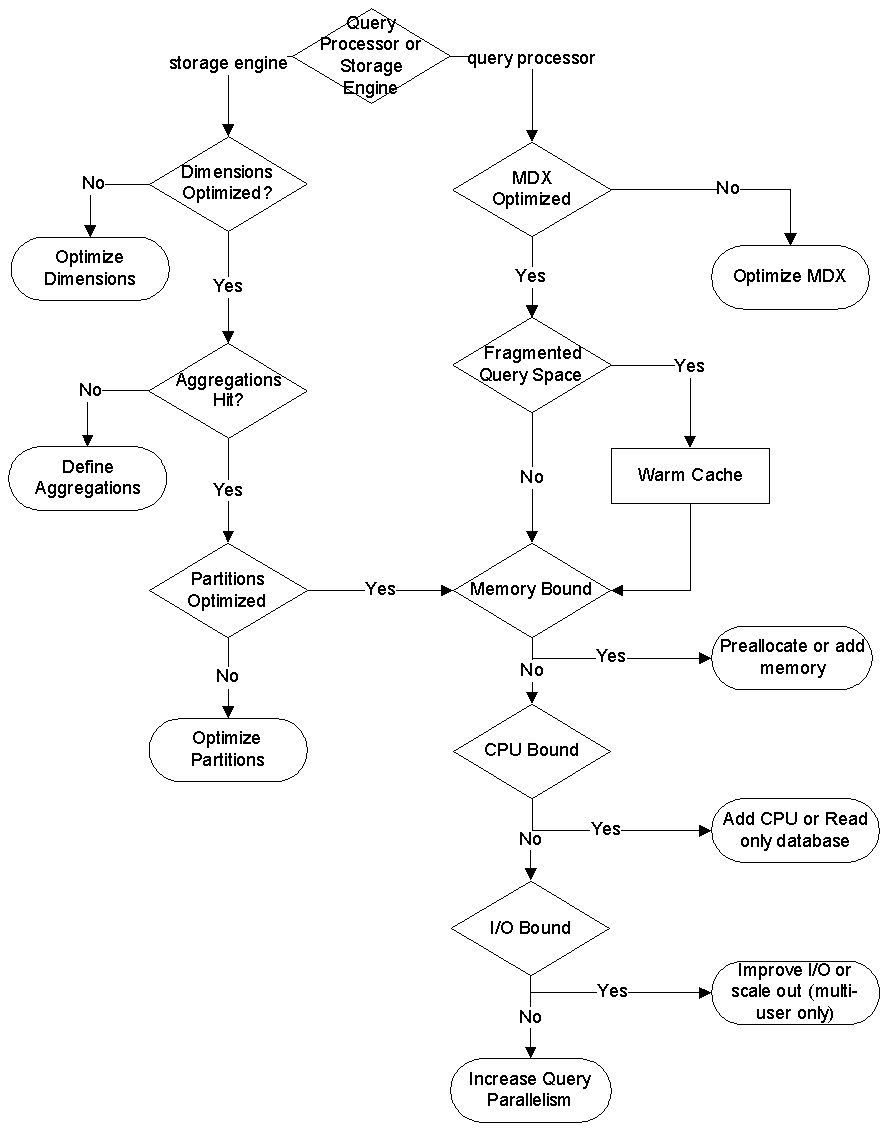 Query
Processor or
Storage
Engine
storage engine
query processor
Dimensions
Optimized?
No
MDX
Optimized
No
Optimize
Dimensions
Optimize MDX
Yes
Yes
Fragmented
Query Space
Yes
Aggregations
Hit?
No
Define
Aggregations
Warm Cache
Yes
No
Partitions
Optimized
Yes
Memory Bound
Yes
Preallocate or add
memory
No
No
Optimize
Partitions
CPU Bound
Yes
Add CPU or Read
only database
No
I/O Bound
Yes
Improve I/O or
scale out (multi-
user only)
No
Increase Query
Parallelism